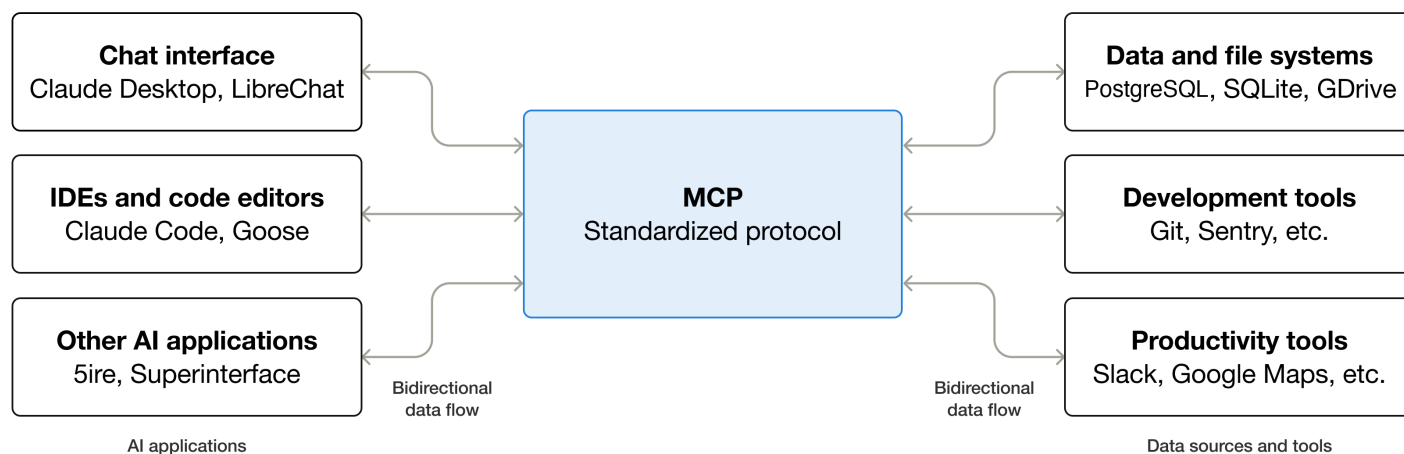 Chat interface
Claude Desktop, LibreChat
IDEs and code editors
Claude Code, Goose
Other AI applications
5ire, Superinterface
AI applications
Bidirectional
data flow
MCP
Standardized protocol
Bidirectional
data flow
Data and file systems
PostgreSQL, SQLite, GDrive
Development tools
Git, Sentry, etc.
Productivity tools
Slack, Google Maps, etc.
Data sources and tools